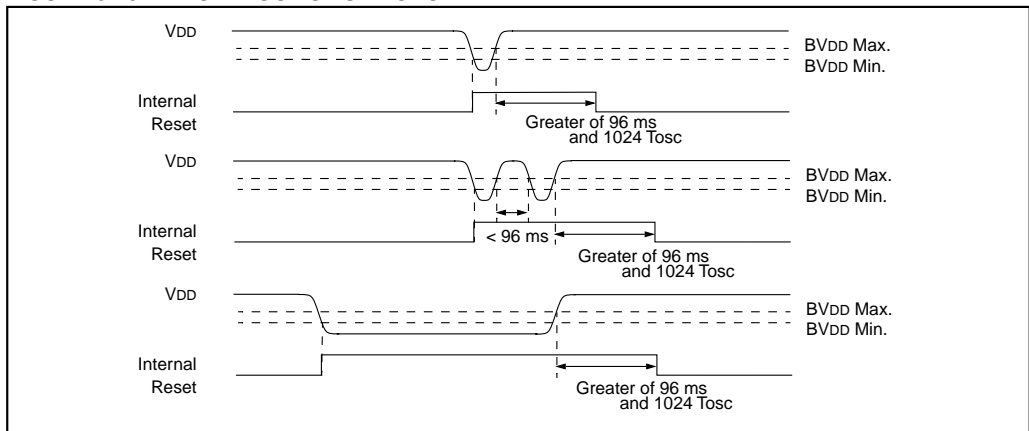 VDD
BVDD Max.
BVDD Min.
Internal
Reset
Greater of 96 ms
and 1024 Tosc
VDD
BVDD Max.
BVDD Min.
Internal
Reset
< 96 ms
Greater of 96 ms
and 1024 Tosc
VDD
BVDD Max.
BVDD Min.
Internal
Reset
Greater of 96 ms
and 1024 Tosc